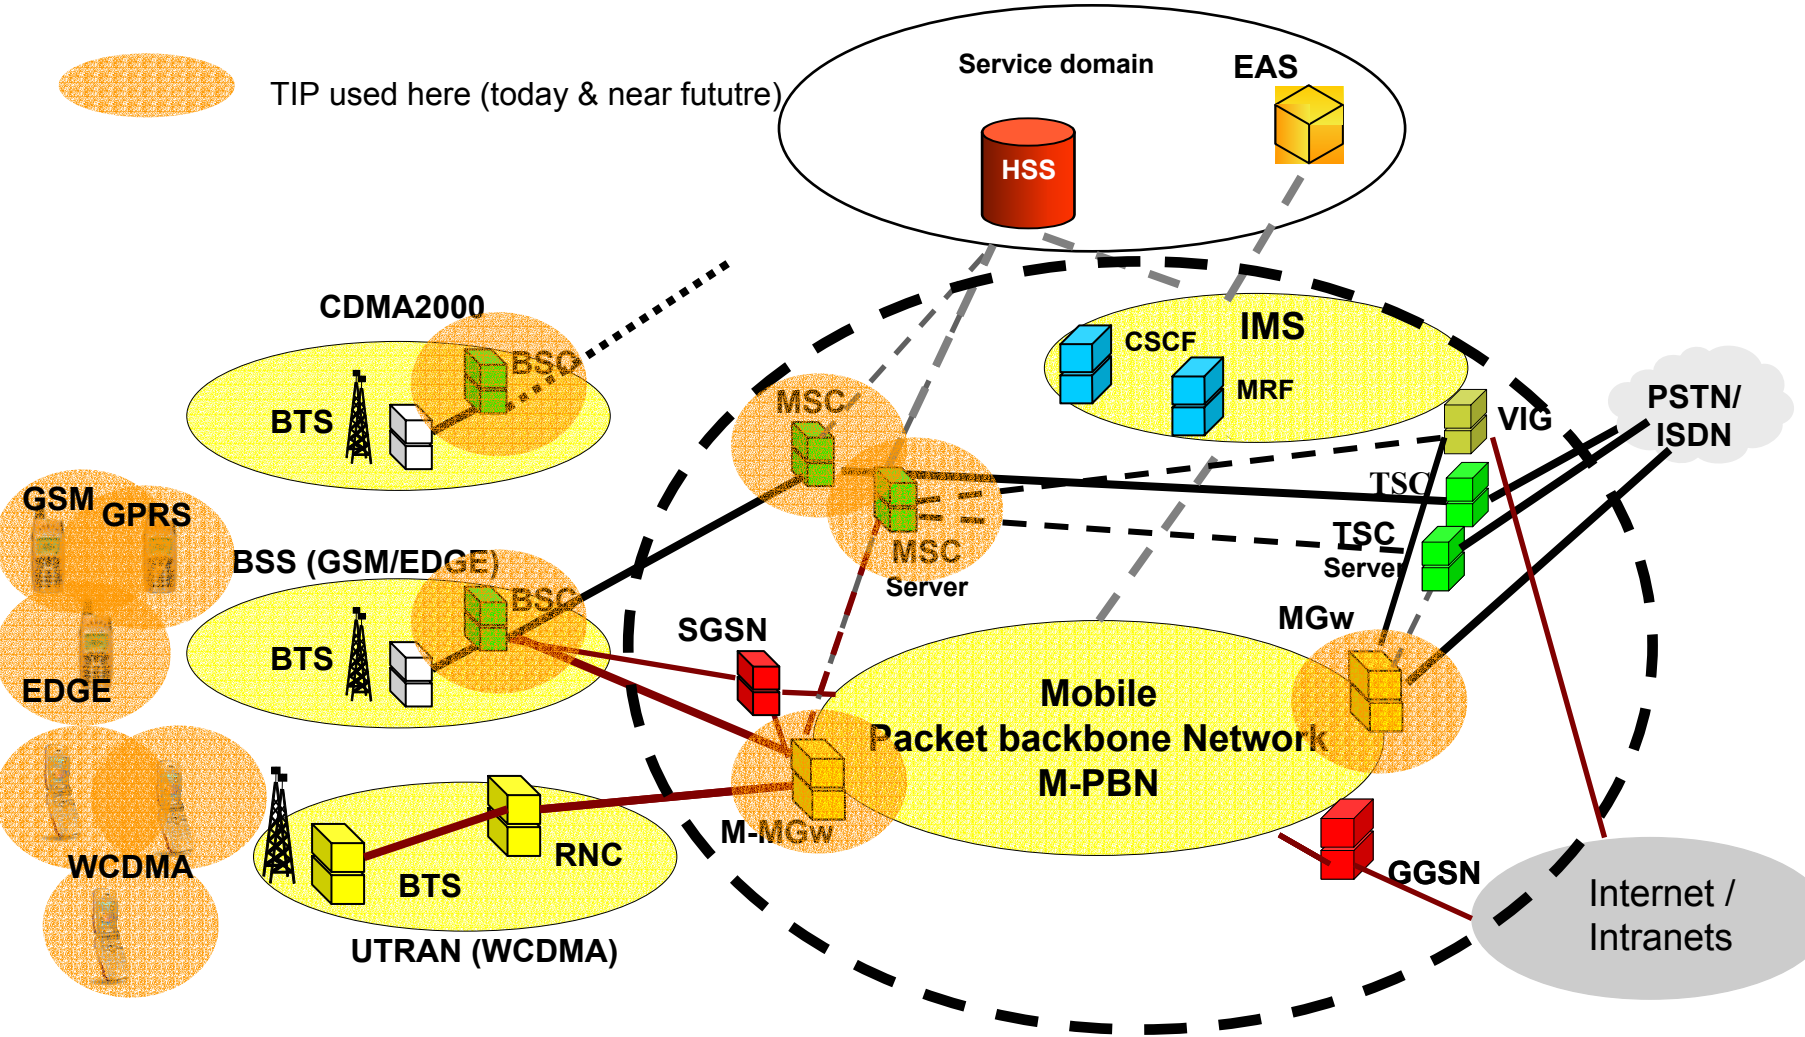 Service domain
EAS
TIP used here (today & near fututre)
HSS
CDMA2000
IMS
CSCF
BSC
MRF
MSC
PSTN/
ISDN
VIG
BTS
TSC
GSM
GPRS
TSC
Server
MSC
Server
BSS (GSM/EDGE)
BSC
MGw
SGSN
BTS
EDGE
Mobile
Packet backbone Network
M-PBN
M-MGw
RNC
WCDMA
BTS
GGSN
Internet /
Intranets
UTRAN (WCDMA)